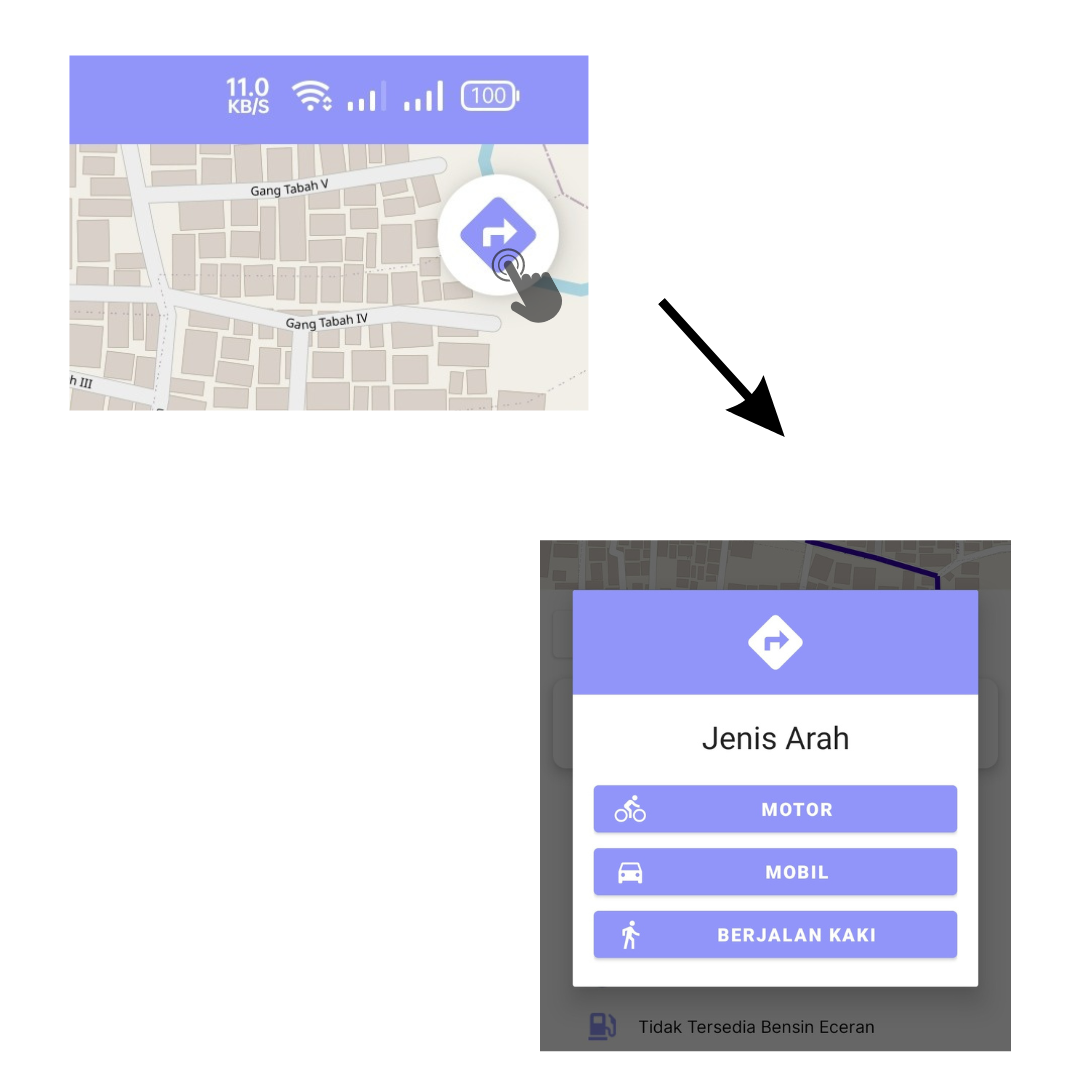 11.0
KB/S
100
Gang Tabah V
Gang Tabah IV
h III
Jenis Arah
MOTOR
MOBIL
BERJALAN KAKI
Tidak Tersedia Bensin Eceran